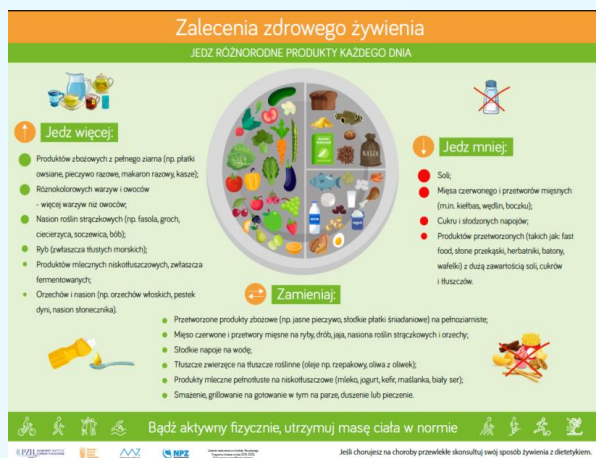 Zalecenia zdrowego żywienia
JEDZ RÓŻNORODNE PRODUKTY KAŻDEGO DNIA
Jedz więcej:
Produktów zbożowych z pełnego ziarna (np. płatki
owsiane, pieczywo razowe, makaron razowy, kasze);
Różnokolorowych warzyw i owoców
- więcej warzyw niż owoców;
Nasion roślin strączkowych (np. fasola, groch,
ciecierzyca, soczewica, bób);
Ryb (zwłaszcza tłustych morskich);
Produktów mlecznych niskotłuszczowych, zwłaszcza
fermentowanych;
Orzechów i nasion (np. orzechów włoskich, pestek
dyni, nasion słonecznika).
Jedz mniej:
Soli;
Mięsa czerwonego i przetworów mięsnych
(m.in. kiełbas, wędlin, boczku);
Cukru i słodzonych napojów;
Produktów przetworzonych (takich jak: fast
food, słone przekąski, herbatniki, batony,
wafelki) z dużą zawartością soli, cukrów
i tłuszczów.
Zamieniaj:
Przetworzone produkty zbożowe (np. jasne pieczywo, słodkie płatki śniadaniowe) na pełnoziarniste;
Mięso czerwone i przetwory mięsne na ryby, drób, jaja, nasiona roślin strączkowych i orzechy;
Słodkie napoje na wodę;
Tłuszcze zwierzęce na tłuszcze roślinne (oleje np. rzepakowy, oliwa z oliwek);
Produkty mleczne pełnotłuste na niskotłuszczowe (mleko, jogurt, kefir, maślanka, biały ser);
Smażenie, grillowanie na gotowanie w tym na parze, duszenie lub pieczenie.
Bądź aktywny fizycznie, utrzymuj masę ciała w normie
PZH
NPZ
Jeśli chorujesz na choroby przewlekłe skonsultuj swój sposób żywienia z dietetykiem.